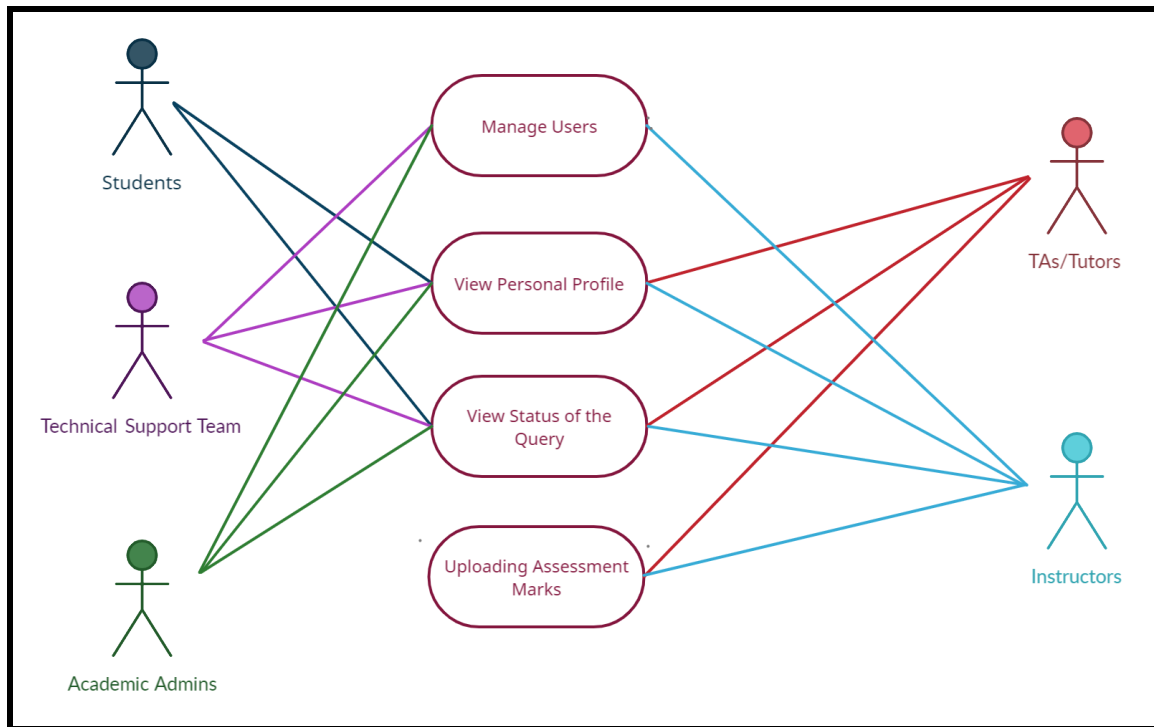 Students
Technical Support Team
Academic Admins
Manage Users
View Personal Profile
View Status of the
Query
Uploading Assessment
Marks
TAs/Tutors
Instructors